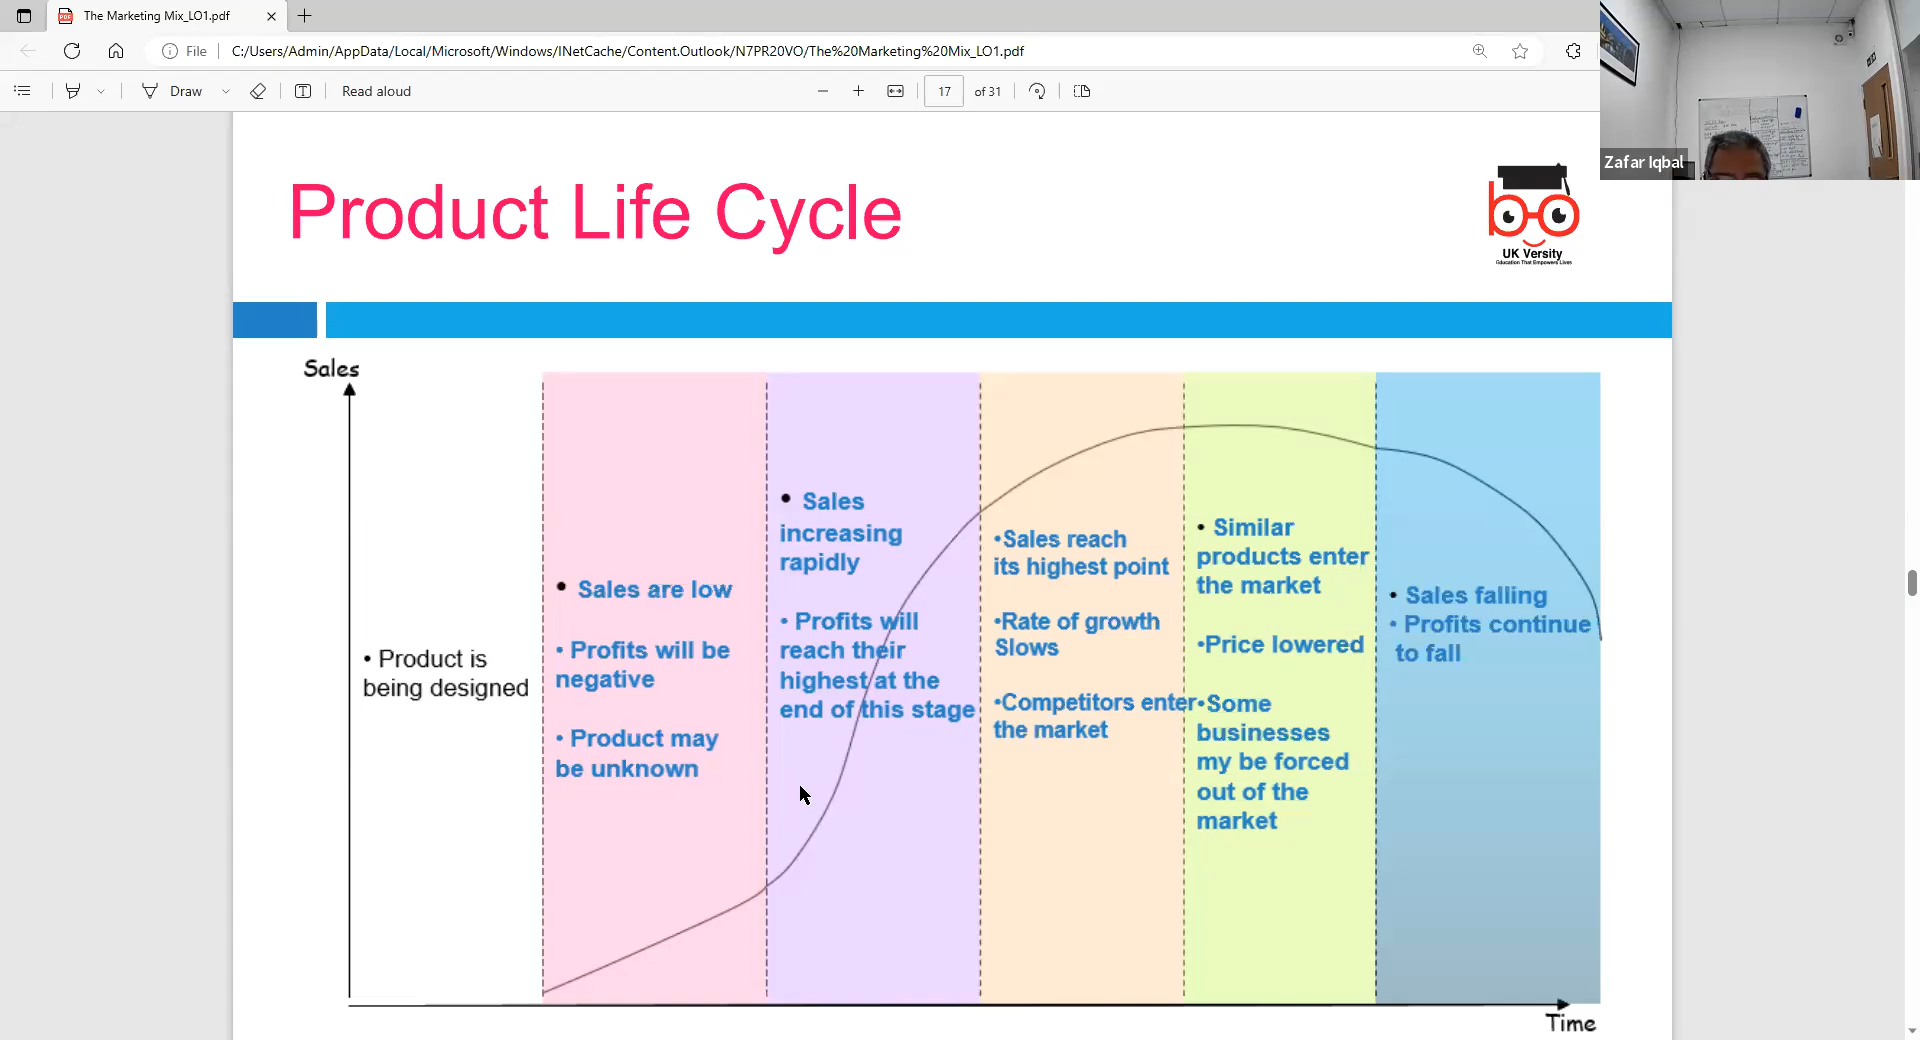 The Marketing Mix_LO1.pdf
File
C:/Users/Admin/AppData/Local/Microsoft/Windows/INetCache/Content.Outlook/N7PR20VO/The%20Marketing%20Mix_LO1.pdf
Draw
Read aloud
17
of 31
Zafar Iqbal
Product Life Cycle
UK Versity
Education That Empowers Lives
Sales
• Product is
being designed
• Sales are low
• Profits will be
negative
• Product may
be unknown
• Sales
increasing
rapidly
• Profits will
reach their
highest at the
end of this stage
•Sales reach
its highest point
•Rate of growth
Slows
•Competitors enter
the market
• Similar
products enter
the market
•Price lowered
•Some
businesses
my be forced
out of the
market
• Sales falling
• Profits continue
to fall
Time